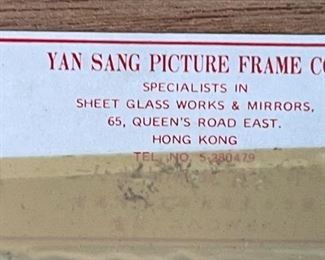 YAN SANG PICTURE FRAME CO
SPECIALISTS IN
SHEET GLASS WORKS & MIRRORS,
65, QUEEN'S ROAD EAST.
HONG KONG
TEL. NO. 5-280479